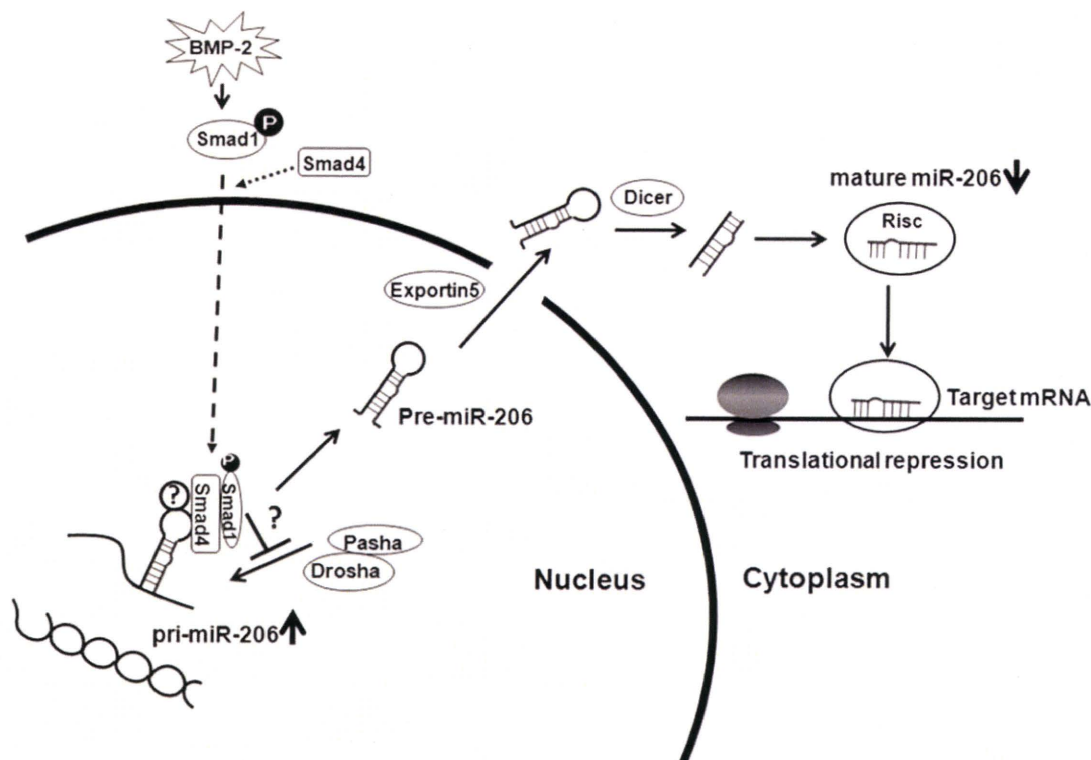 BMP-2
P
Smad1
Smad4
mature miR-206
Dicer
Risc
Exportin5
Pre-miR-206
Target mRNA
Translational repression
P
?
Smad4
Smad1
?
Pasha
Drosha
Nucleus
Cytoplasm
pri-miR-206